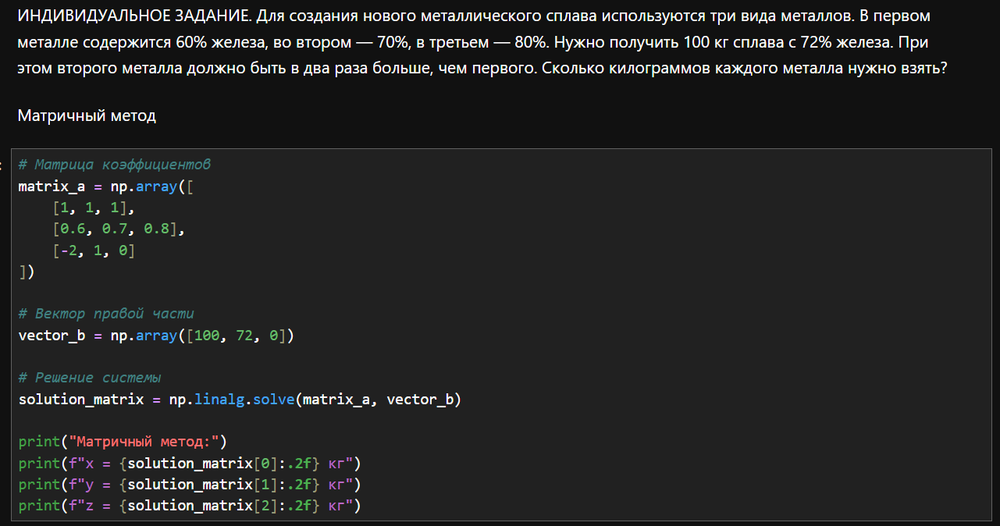 ИНДИВИДУАЛЬНОЕ ЗАДАНИЕ. Для создания нового металлического сплава используются три вида металлов. В первом
металле содержится 60% железа, во втором — 70%, в третьем — 80%. Нужно получить 100 кг сплава с 72% железа. При
этом второго металла должно быть в два раза больше, чем первого. Сколько килограммов каждого металла нужно взять?
Матричный метод
:
# Матрица коэффициентов
matrix_a = np.array([
    [1, 1, 1],
    [0.6, 0.7, 0.8],
    [-2, 1, 0]
])
# Вектор правой части
vector_b = np.array([100, 72, 0])
# Решение системы
solution_matrix = np.linalg.solve(matrix_a, vector_b)
print("Матричный метод:")
print(f"x = {solution_matrix[0]:.2f} кг")
print(f"y = {solution_matrix[1]:.2f} кг")
print(f"z = {solution_matrix[2]:.2f} кг")